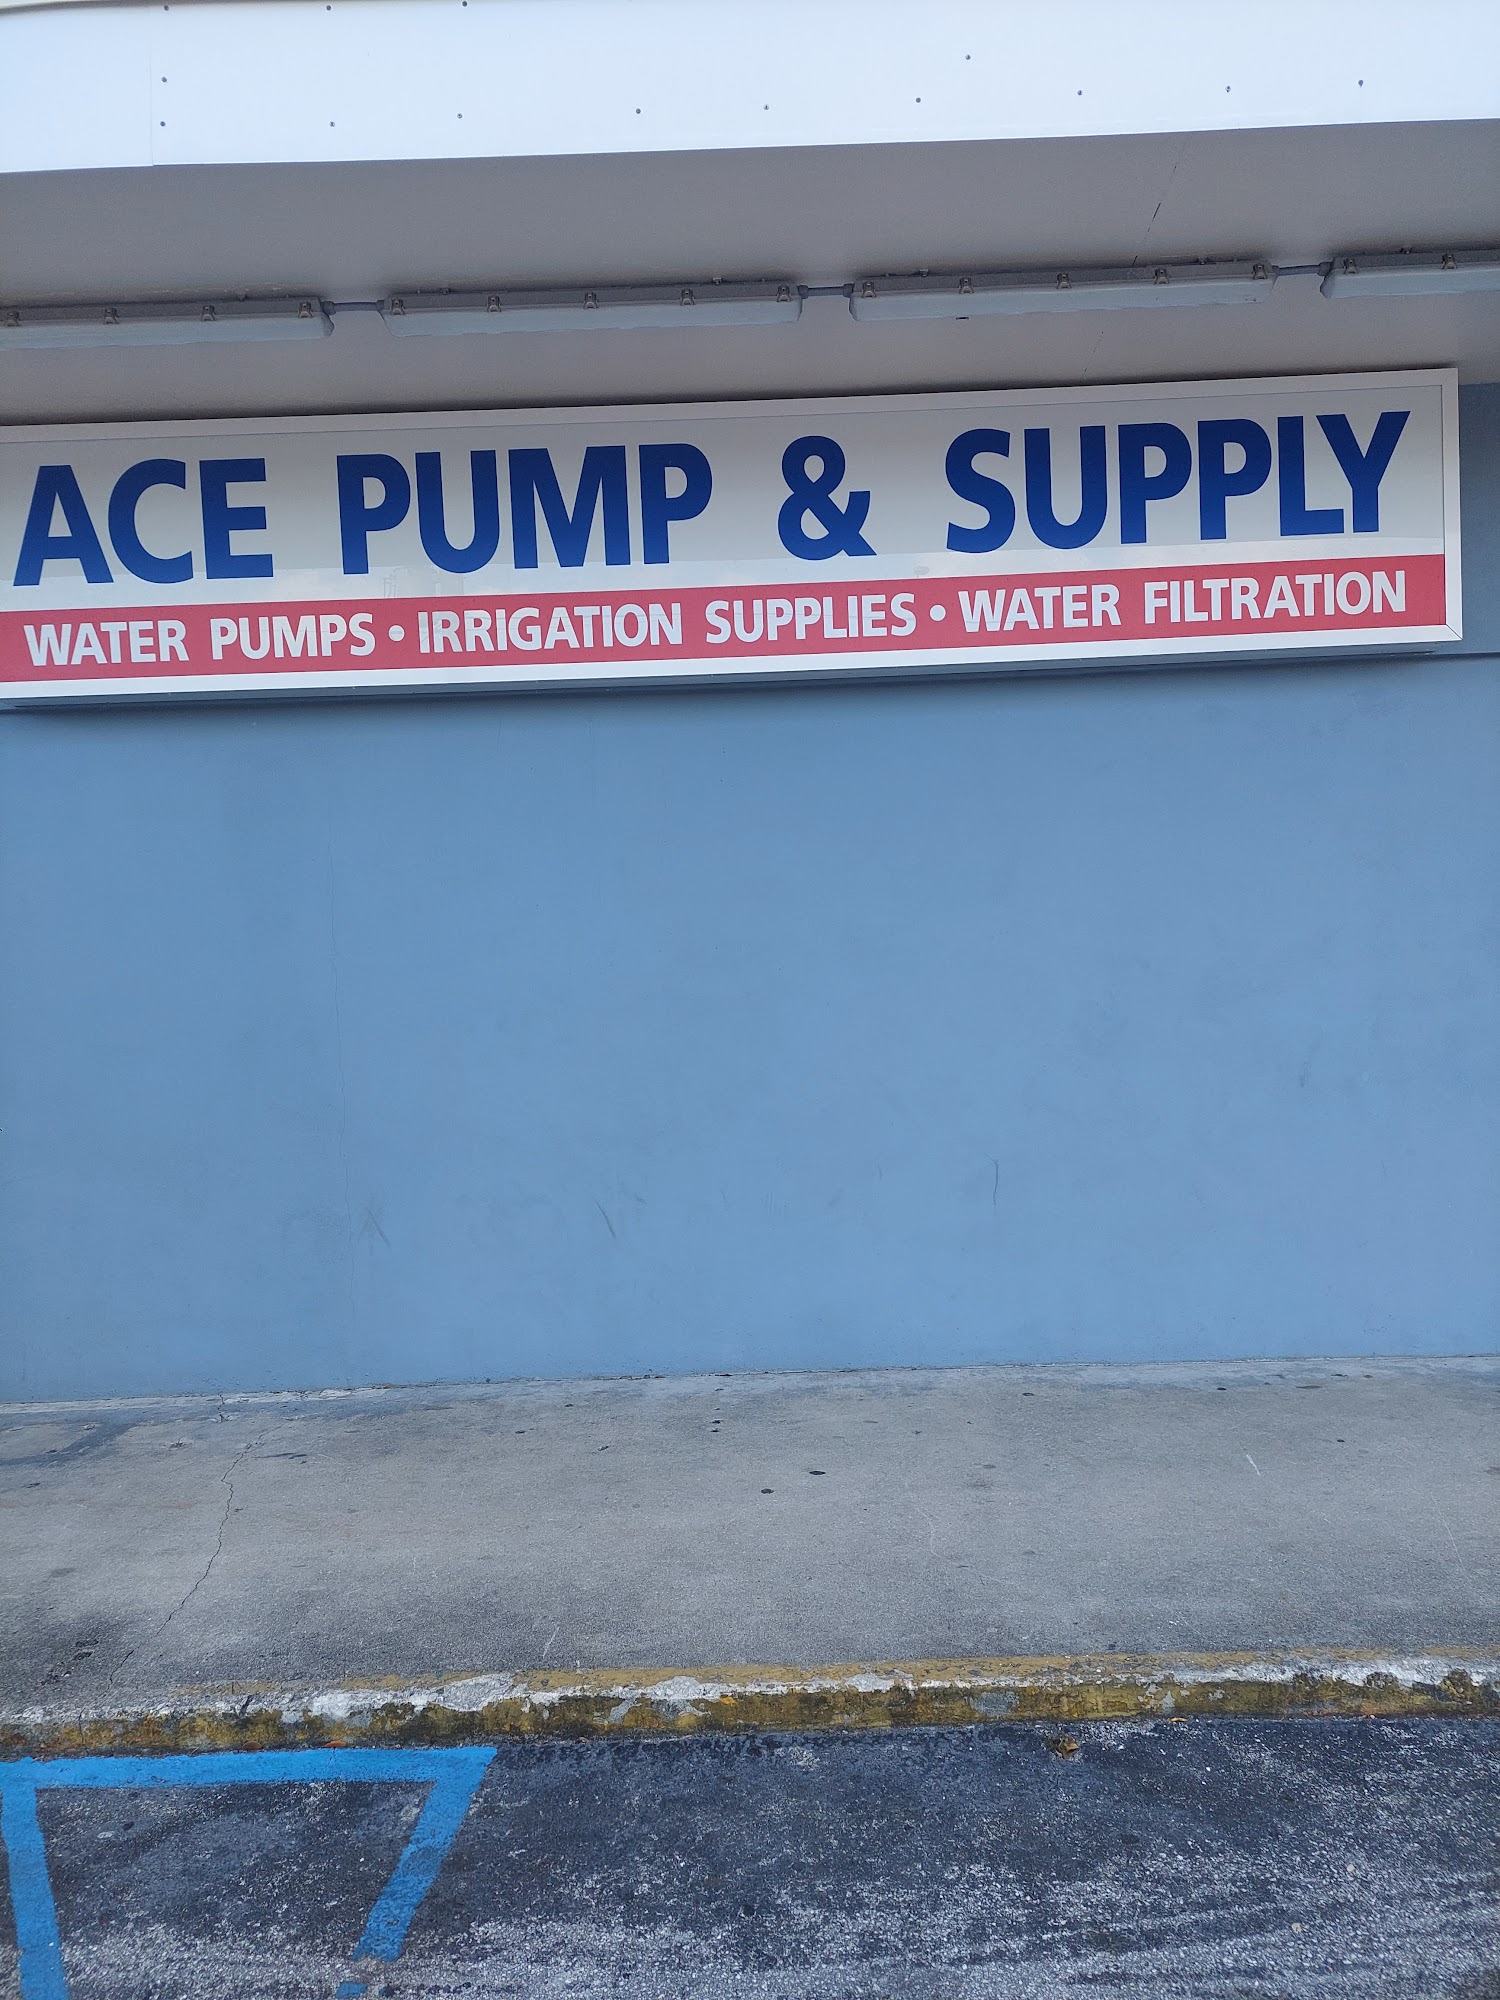 ACE PUMP & SUPPLY
WATER PUMPS • IRRIGATION SUPPLIES • WATER FILTRATION